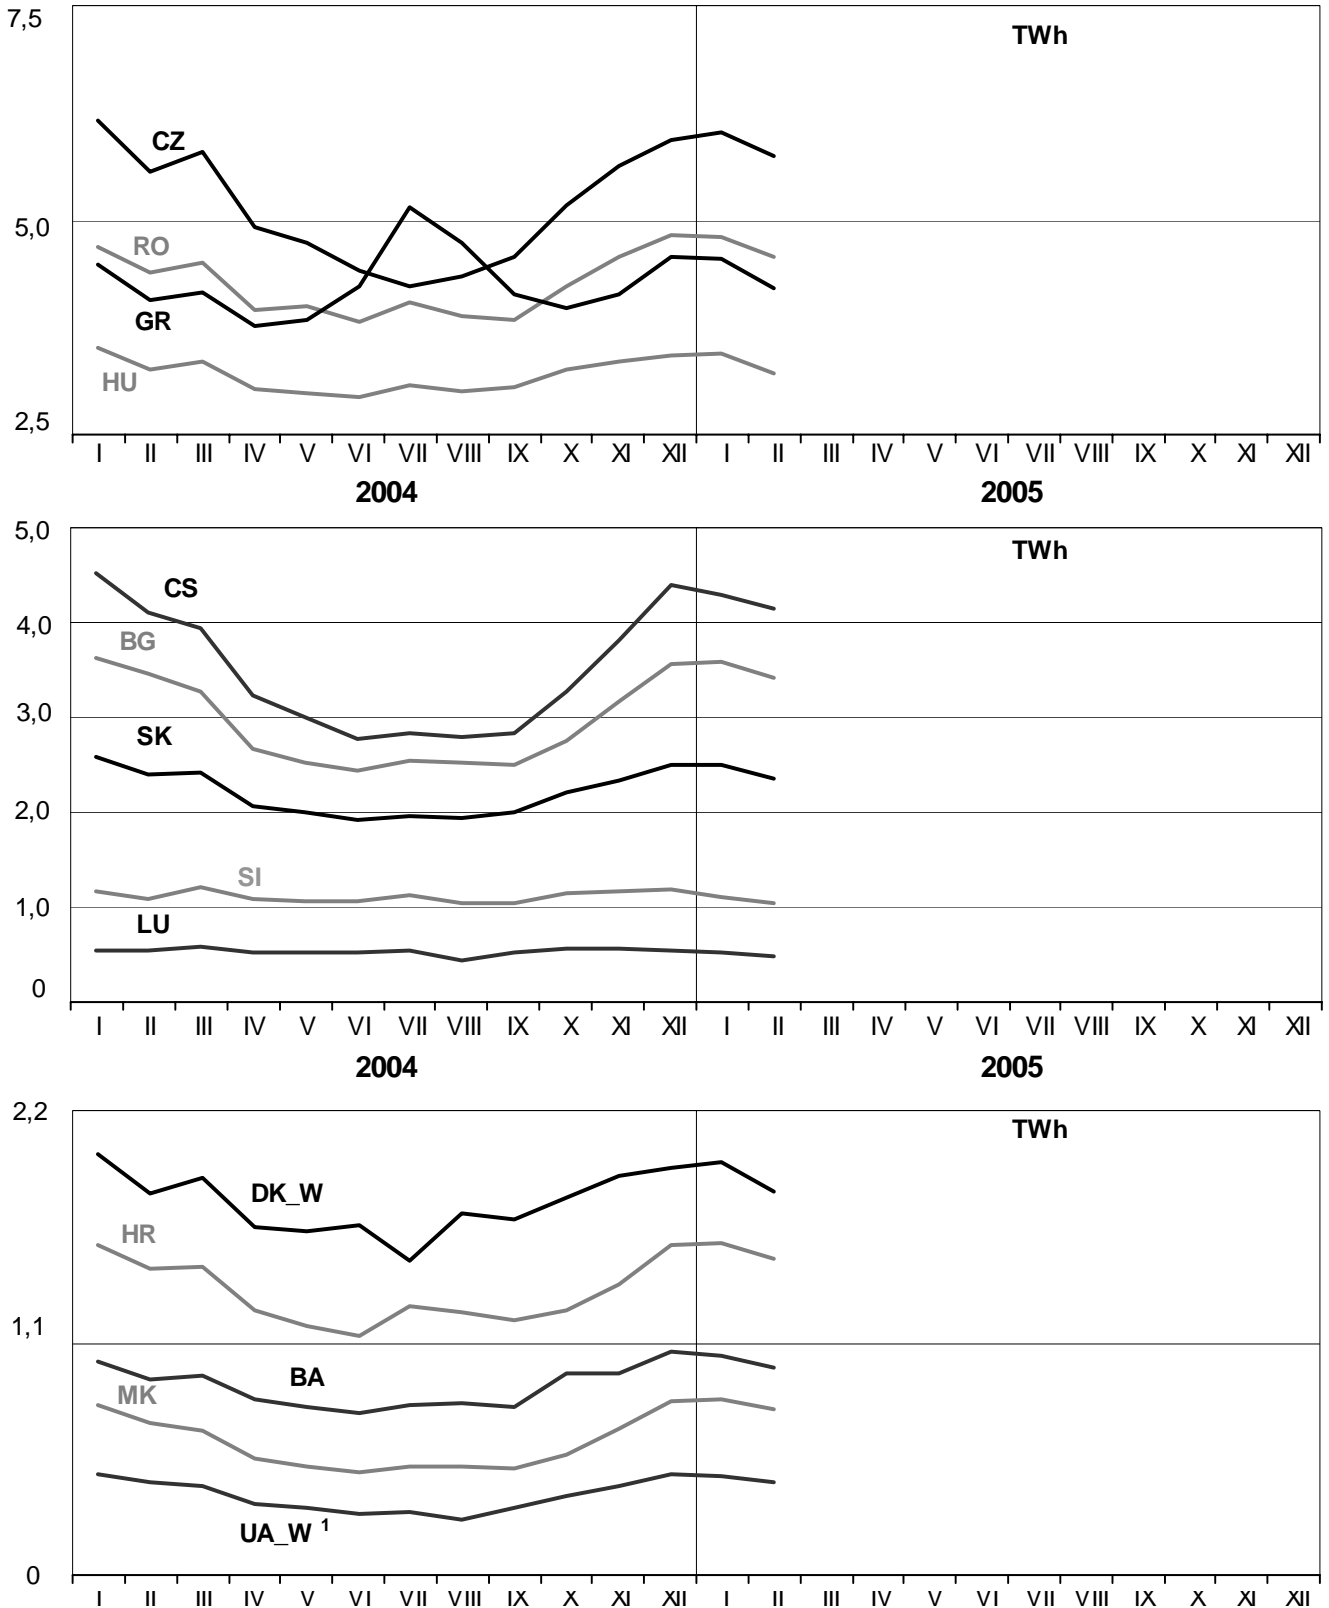 7,5
TWh
CZ
5,0
RO
GR
HU
2,5
I II III IV V VI VII VIII IX X XI XII I II III IV V VI VII VIII IX X XI XII
2004 2005
5,0
TWh
CS
4,0
BG
3,0
SK
2,0
SI
1,0
LU
0
I II III IV V VI VII VIII IX X XI XII I II III IV V VI VII VIII IX X XI XII
2004 2005
2,2
TWh
DK_W
HR
1,1
BA
MK
UA_W 1
0
I II III IV V VI VII VIII IX X XI XII I II III IV V VI VII VIII IX X XI XII